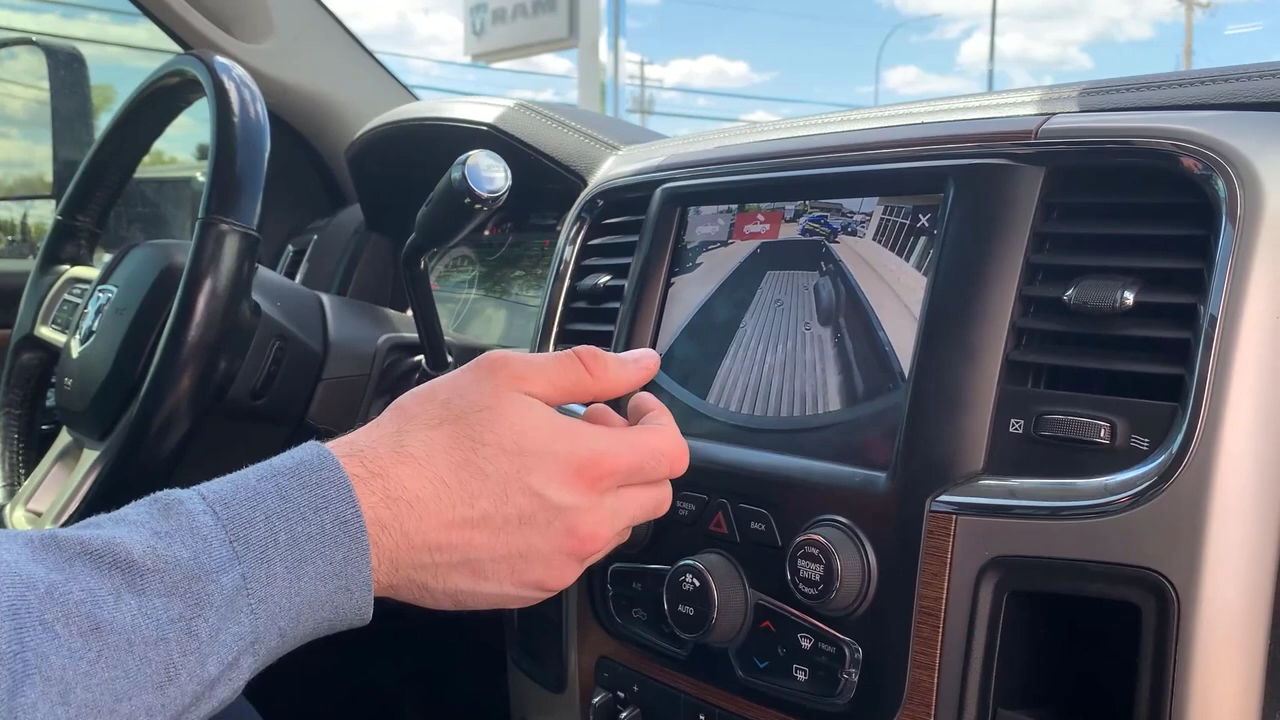 RAM
SCREEN
OFF
BACK
TUNE
BROWSE
ENTER
SCROLL
A/C
OFF
AUTO
FRONT